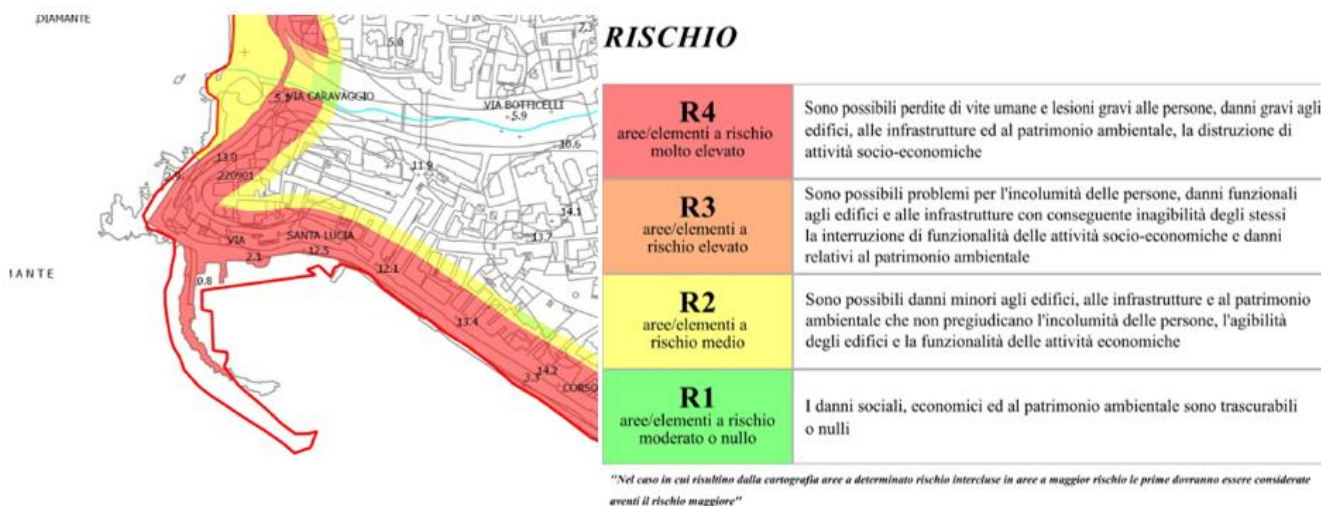 DIAMANTE
5.0
7.3
5.5
VIA CARAVAGGIO
VIA BOTTICELLI
5.9
10.6
13.0
11.9
2.9
220901
14.1
VIA
SANTA LUCIA
13.7
2.1
12.5
12.1
IANTE
0.8
13.4
14.2
3.3
CORSO
RISCHIO
R4
aree/elementi a rischio
molto elevato
Sono possibili perdite di vite umane e lesioni gravi alle persone, danni gravi agli
edifici, alle infrastrutture ed al patrimonio ambientale, la distruzione di
attività socio-economiche
R3
aree/elementi a
rischio elevato
Sono possibili problemi per l'incolumità delle persone, danni funzionali
agli edifici e alle infrastrutture con conseguente inagibilità degli stessi
la interruzione di funzionalità delle attività socio-economiche e danni
relativi al patrimonio ambientale
R2
aree/elementi a
rischio medio
Sono possibili danni minori agli edifici, alle infrastrutture e al patrimonio
ambientale che non pregiudicano l'incolumità delle persone, l'agibilità
degli edifici e la funzionalità delle attività economiche
R1
aree/elementi a rischio
moderato o nullo
I danni sociali, economici ed al patrimonio ambientale sono trascurabili
o nulli
"Nel caso in cui risultino dalla cartografia aree a determinato rischio intercluse in aree a maggior rischio le prime dovranno essere considerate
aventi il rischio maggiore"